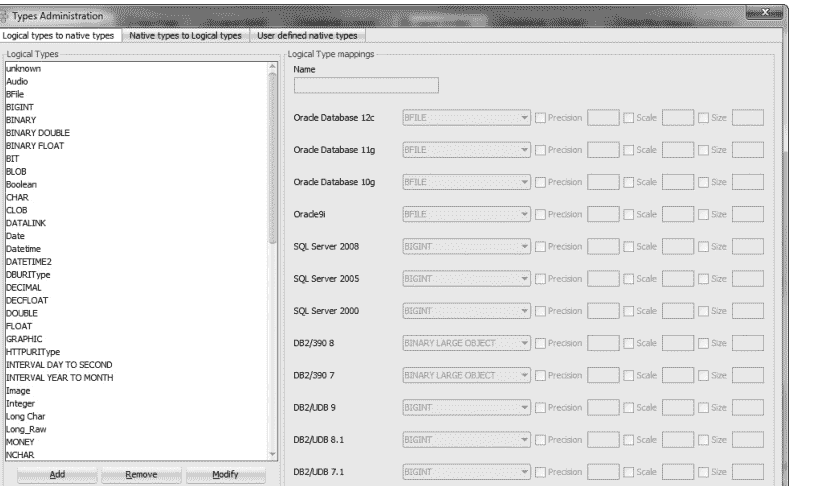 Types Administration
Logical types to native types
Native types to Logical types
User defined native types
Logical Types
unknown
Audio
BFile
BIGINT
BINARY
BINARY DOUBLE
BINARY FLOAT
BIT
BLOB
Boolean
CHAR
CLOB
DATALINK
Date
Datetime
DATETIME2
DBURIType
DECIMAL
DECFLOAT
DOUBLE
FLOAT
GRAPHIC
HTTPURIType
INTERVAL DAY TO SECOND
INTERVAL YEAR TO MONTH
Image
Integer
Long Char
Long_Raw
MONEY
NCHAR
Add Remove Modify
Logical Type mappings
Name
Oracle Database 12c BFILE Precision Scale Size
Oracle Database 11g BFILE Precision Scale Size
Oracle Database 10g BFILE Precision Scale Size
Oracle9i BFILE Precision Scale Size
SQL Server 2008 BIGINT Precision Scale Size
SQL Server 2005 BIGINT Precision Scale Size
SQL Server 2000 BIGINT Precision Scale Size
DB2/390 8 BINARY LARGE OBJECT Precision Scale Size
DB2/390 7 BINARY LARGE OBJECT Precision Scale Size
DB2/UDB 9 BIGINT Precision Scale Size
DB2/UDB 8.1 BIGINT Precision Scale Size
DB2/UDB 7.1 BIGINT Precision Scale Size